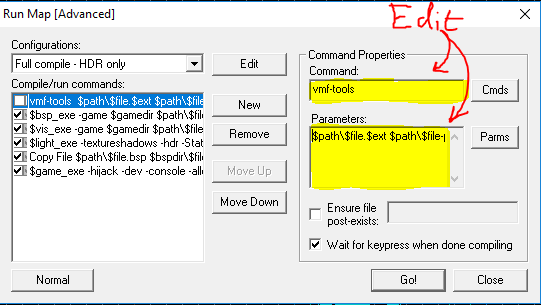 Run Map [Advanced]
Edit
Configurations:
Full compile - HDR only
Edit
Compile/run commands:
vmf-tools $path\$file.$ext $path\$file
$bsp_exe -game $gamedir $path\$file
$vis_exe -game $gamedir $path\$file
$light_exe -textureshadows -hdr -Stat
Copy File $path\$file.bsp $bspdir\$file
$game_exe -hijack -dev -console -allo
New
Remove
Move Up
Move Down
Command Properties
Command:
vmf-tools
Cmds
Parameters:
$path\$file.$ext $path\$file-p
Parms
Ensure file
post-exists:
Wait for keypress when done compiling
Normal
Go!
Close